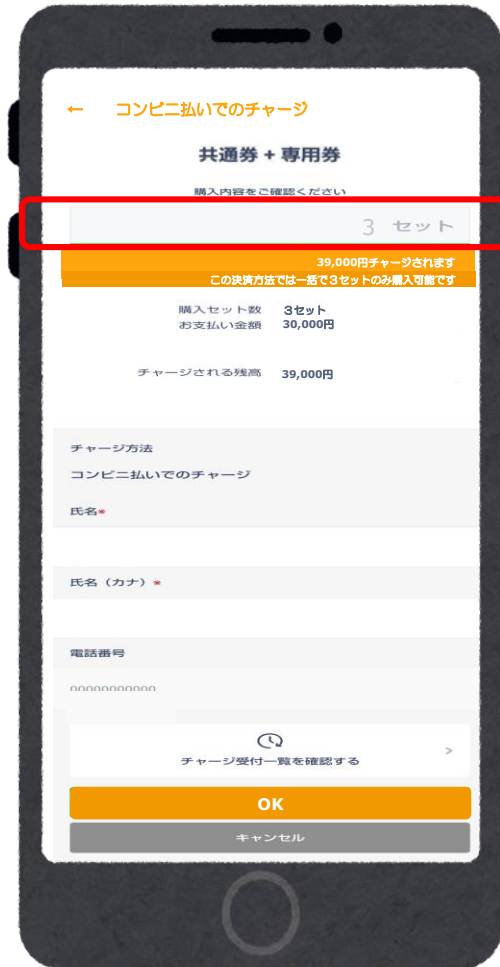 ← コンビニ払いでのチャージ
共通券 + 専用券
購入内容をご確認ください
3 セット
39,000円チャージされます
この決済方法では一括で3セットのみ購入可能です
購入セット数 3セット
お支払い金額 30,000円
チャージされる残高 39,000円
チャージ方法
コンビニ払いでのチャージ
氏名*
氏名（カナ）*
電話番号
00000000000
チャージ受付一覧を確認する >
OK
キャンセル